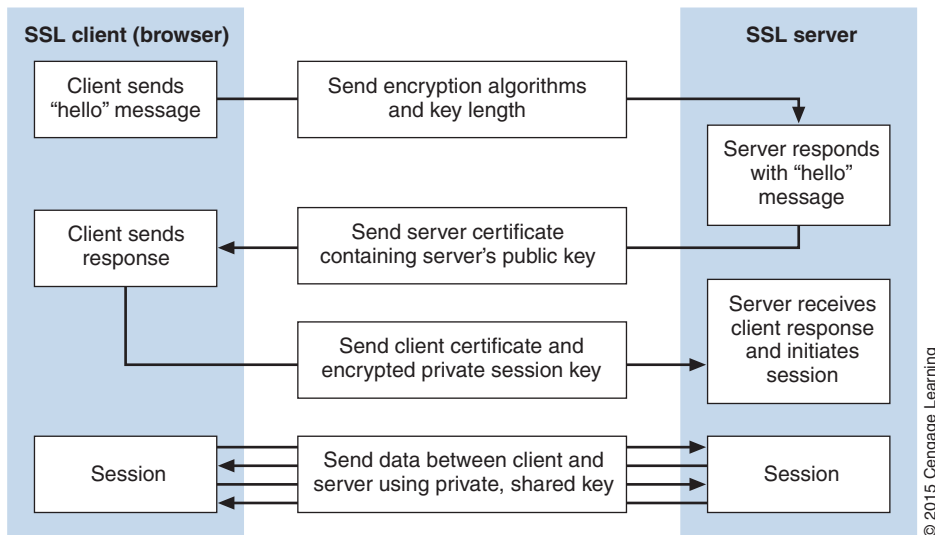 SSL client (browser)
SSL server
Client sends
“hello” message
Send encryption algorithms
and key length
Server responds
with “hello”
message
Client sends
response
Send server certificate
containing server’s public key
Server receives
client response
and initiates
session
Send client certificate and
encrypted private session key
Session
Send data between client and
server using private, shared key
Session
© 2015 Cengage Learning